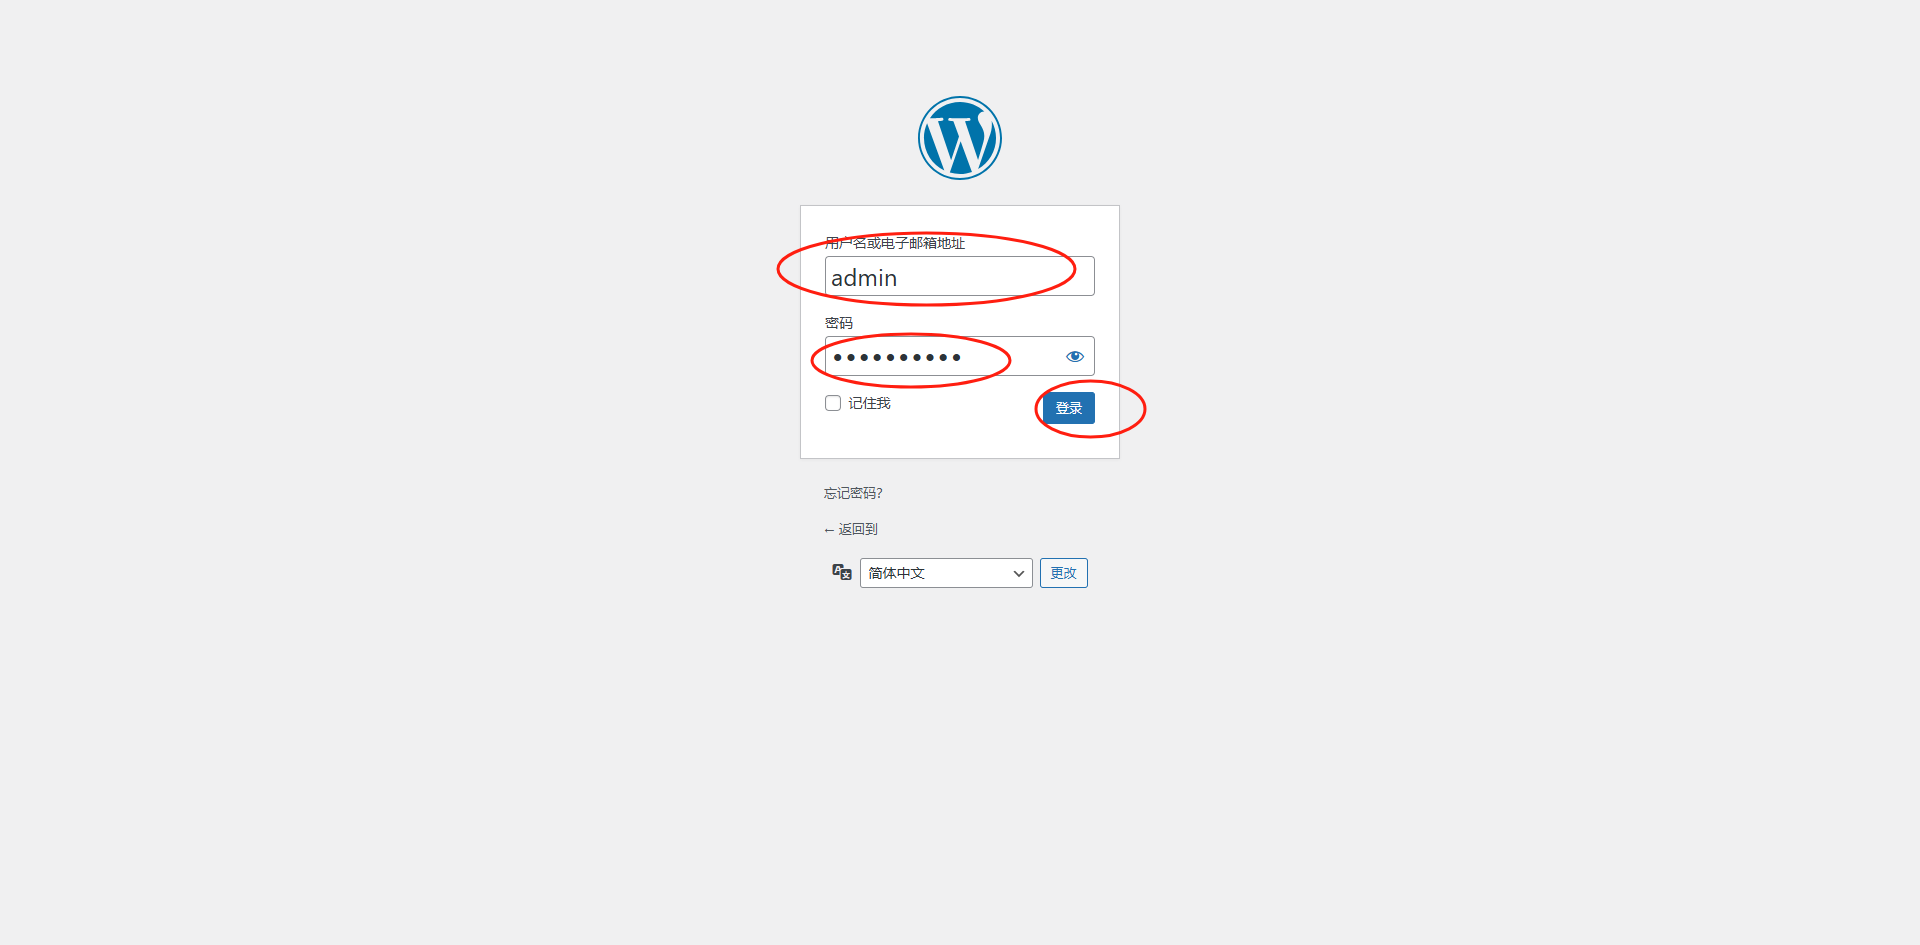 用户名或电子邮箱地址
admin
密码
••••••••••
记住我
登录
忘记密码?
← 返回到
简体中文
更改